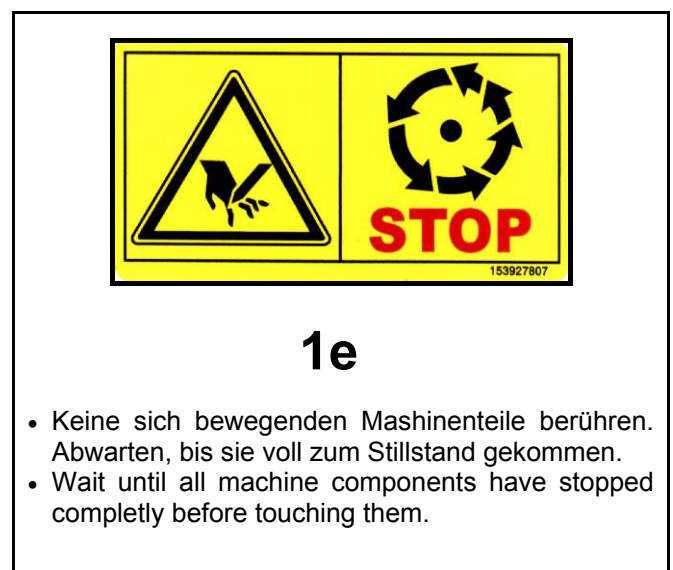 STOP
153927807
1e
• Keine sich bewegenden Mashinenteile berühren.
Abwarten, bis sie voll zum Stillstand gekommen.
• Wait until all machine components have stopped
completly before touching them.